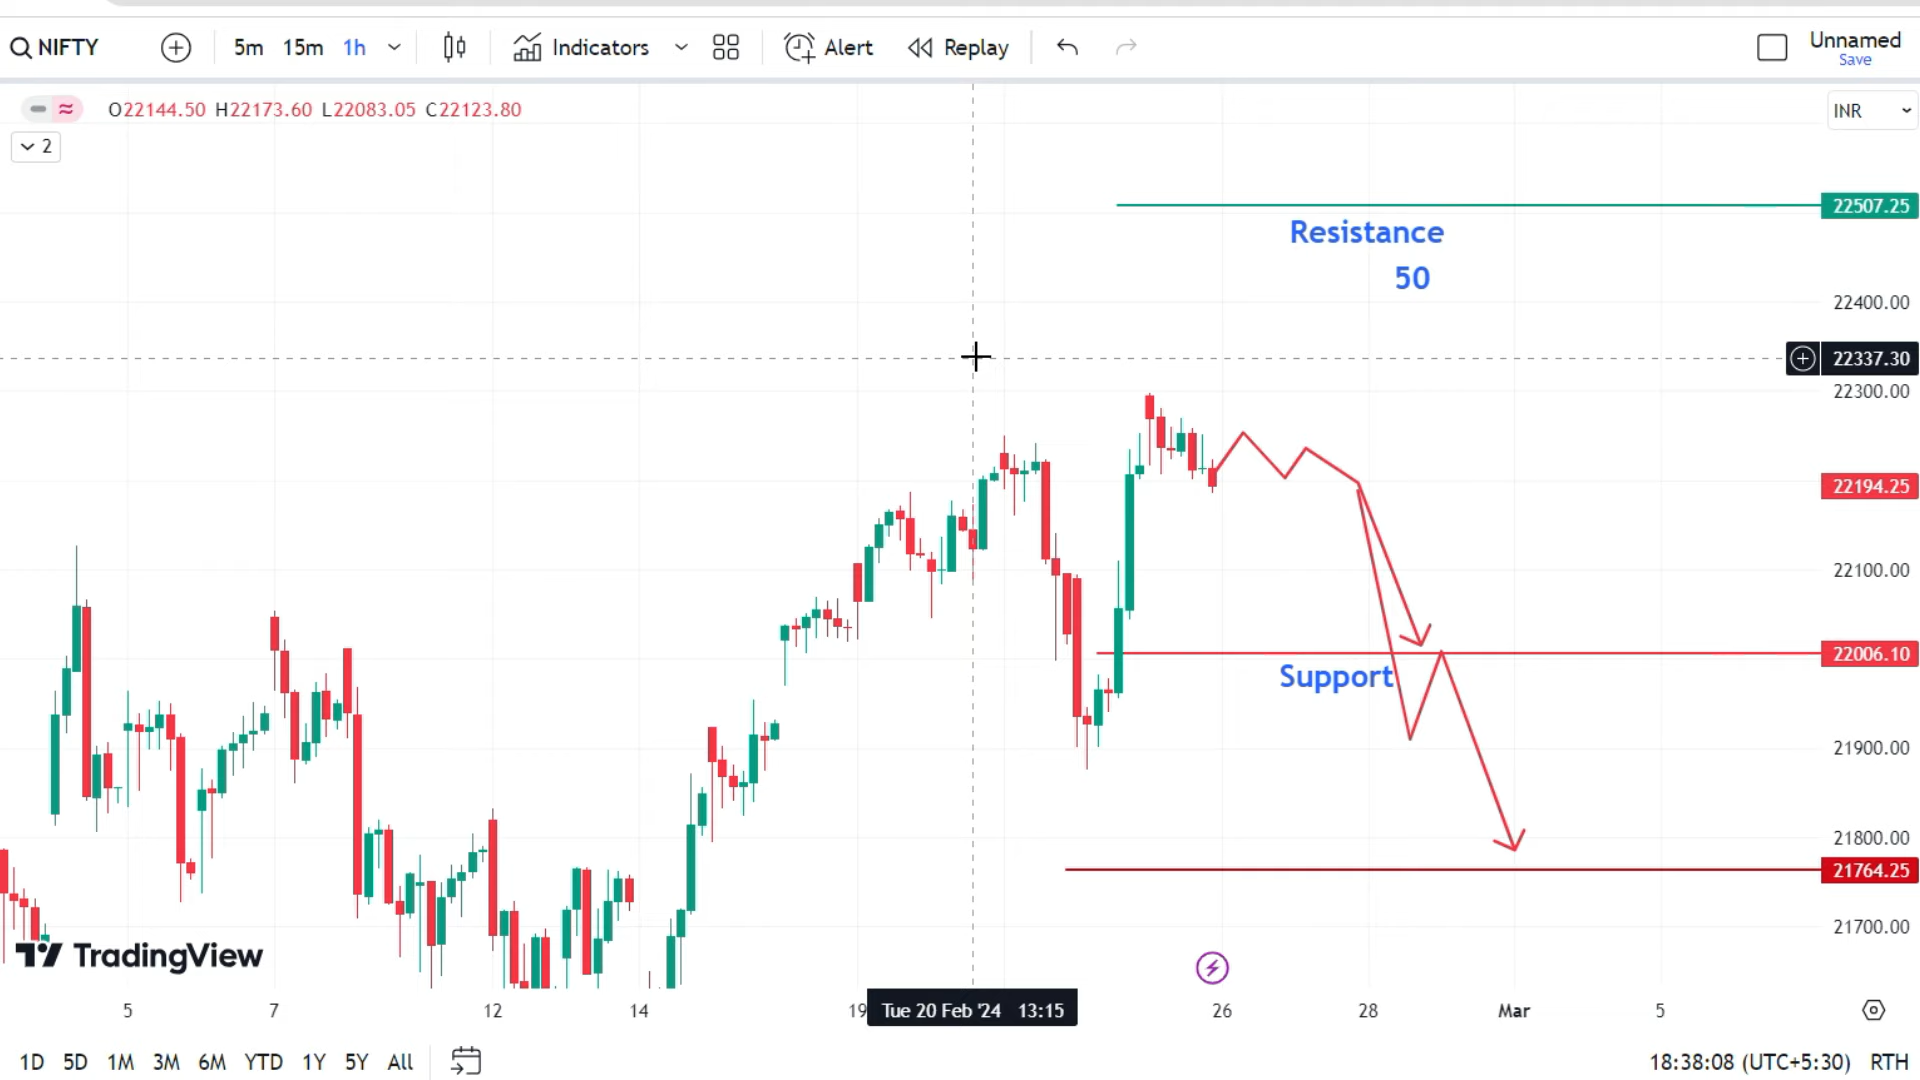 NIFTY 5m 15m 1h Indicators Alert Replay Unnamed
Save
O22144.50 H22173.60 L22083.05 C22123.80 INR
2
22507.25
Resistance
50
22400.00
22337.30
22300.00
22194.25
22100.00
22006.10
Support
21900.00
21800.00
21764.25
21700.00
TradingView
5 7 12 14 19 Tue 20 Feb '24 13:15 26 28 Mar 5
1D 5D 1M 3M 6M YTD 1Y 5Y All 18:38:08 (UTC+5:30) RTH